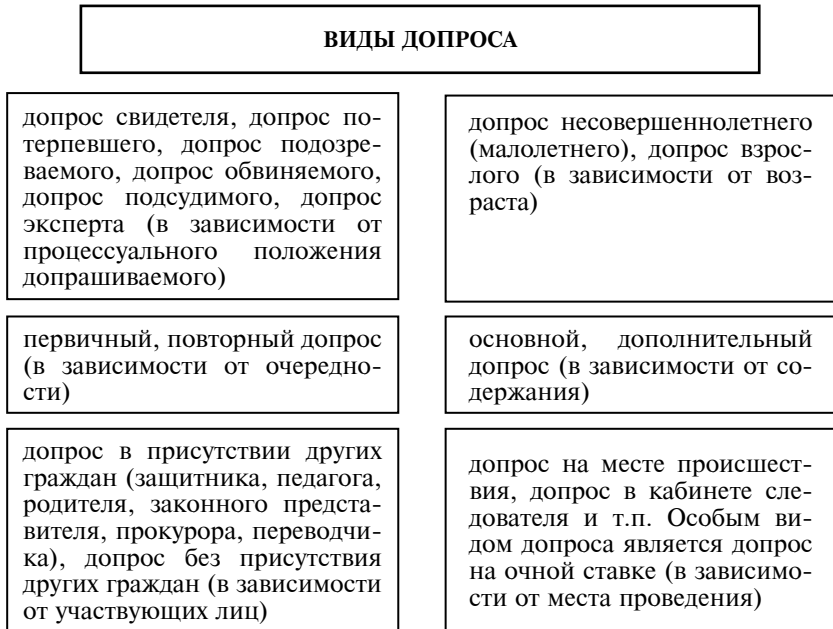 ВИДЫ ДОПРОСА
допрос свидетеля, допрос по-
терпевшего, допрос подозре-
ваемого, допрос обвиняемого,
допрос подсудимого, допрос
эксперта (в зависимости от
процессуального положения
допрашиваемого)
допрос несовершеннолетнего
(малолетнего), допрос взрос-
лого (в зависимости от воз-
раста)
первичный, повторный допрос
(в зависимости от очередно-
сти)
основной, дополнительный
допрос (в зависимости от со-
держания)
допрос в присутствии других
граждан (защитника, педагога,
родителя, законного предста-
вителя, прокурора, переводчи-
ка), допрос без присутствия
других граждан (в зависимости
от участвующих лиц)
допрос на месте происшест-
вия, допрос в кабинете сле-
дователя и т.п. Особым ви-
дом допроса является допрос
на очной ставке (в зависимо-
сти от места проведения)